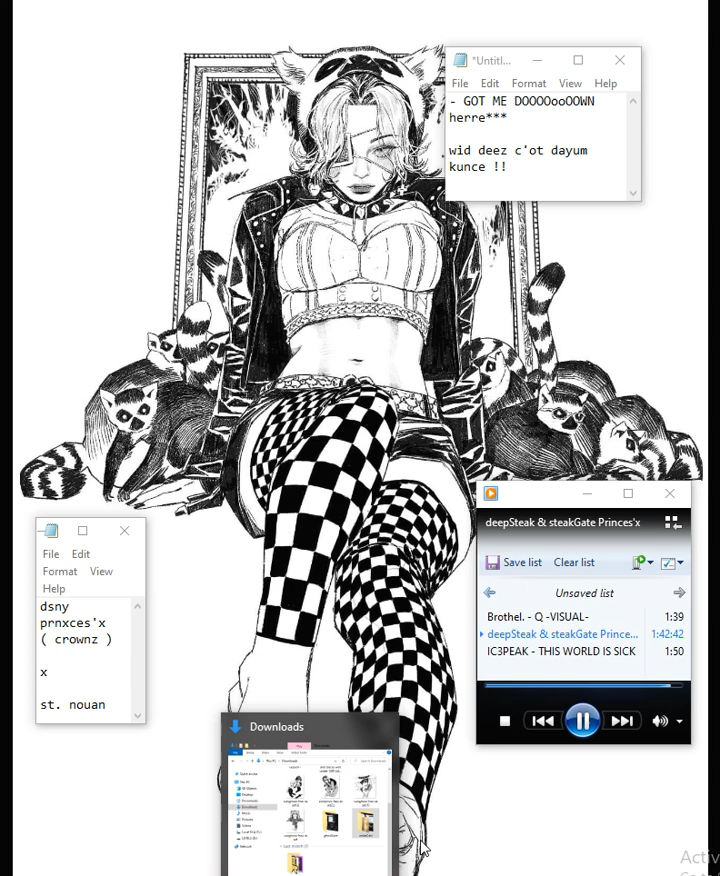 *Untitl...
File Edit Format View Help
- GOT ME DOOOOooOOWN
herre***
wid deez c'ot dayum
kunce !!
deepSteak & steakGate Princes'x
Save list Clear list
Unsaved list
Brothel. - Q -VISUAL- 1:39
deepSteak & steakGate Prince... 1:42:42
IC3PEAK - THIS WORLD IS SICK 1:50
File Edit
Format View
Help
dsny
prnxces'x
( crownz )
x
st. nouan
Downloads
Activ